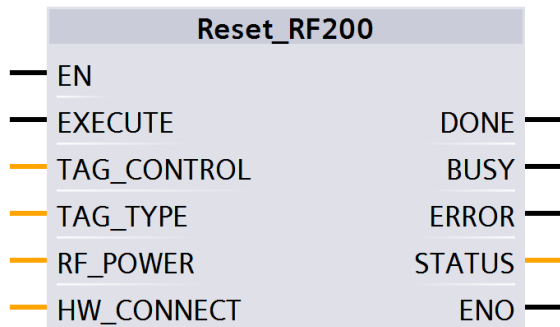 Reset_RF200
EN
EXECUTE DONE
TAG_CONTROL BUSY
TAG_TYPE ERROR
RF_POWER STATUS
HW_CONNECT ENO